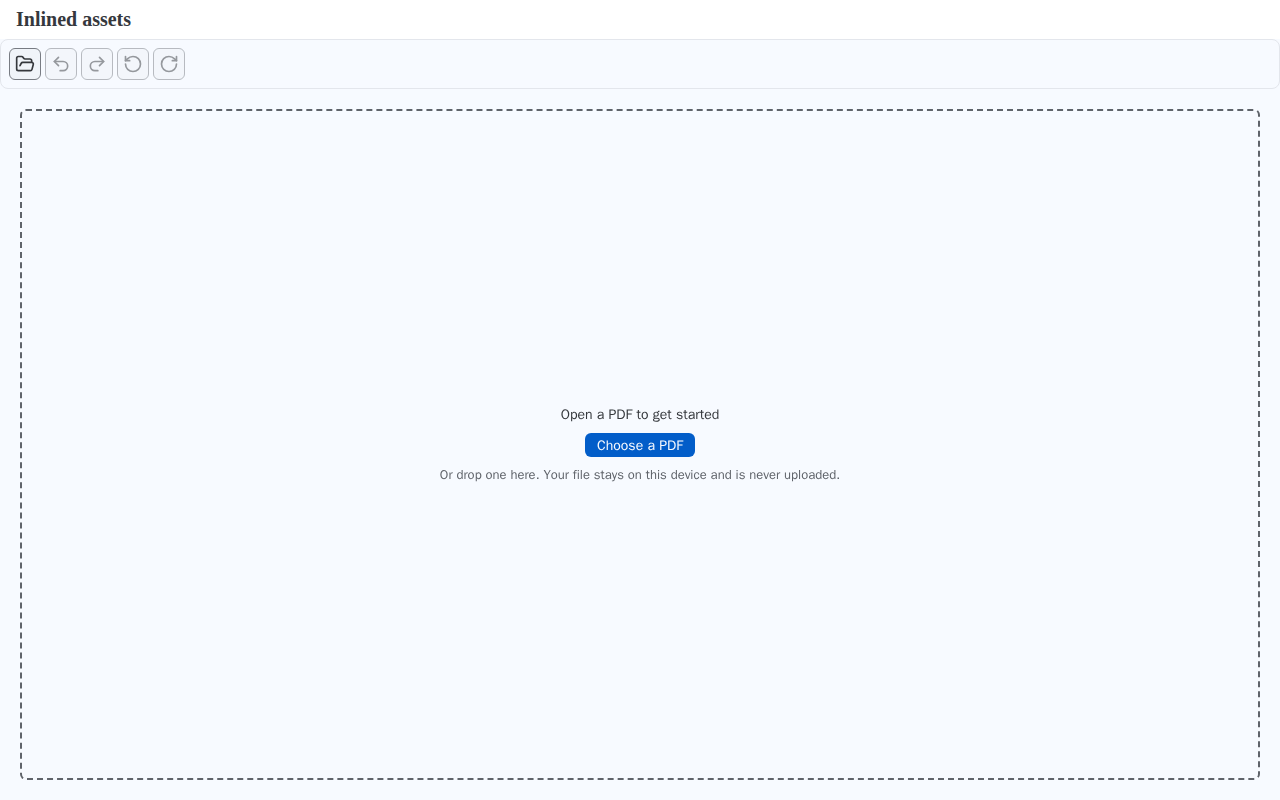 Inlined assets
Open a PDF to get started
Choose a PDF
Or drop one here. Your file stays on this device and is never uploaded.